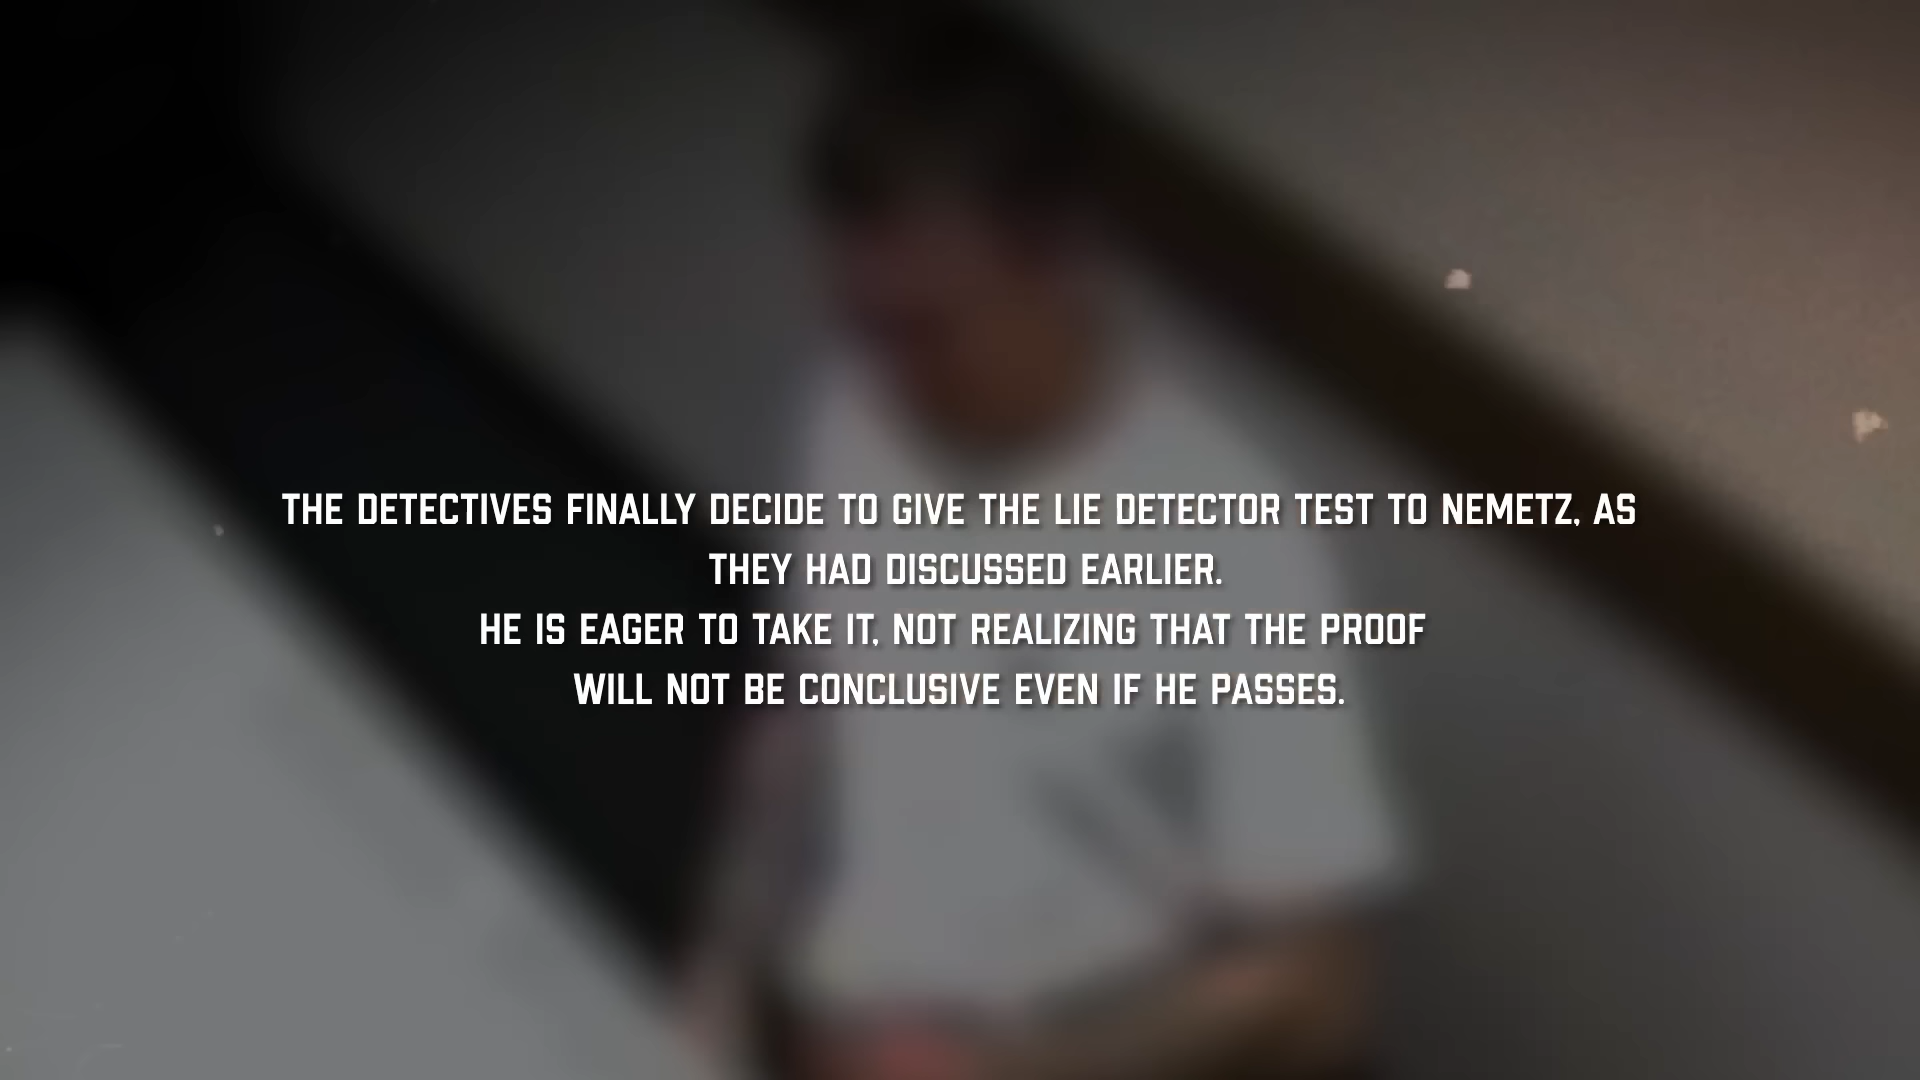 THE DETECTIVES FINALLY DECIDE TO GIVE THE LIE DETECTOR TEST TO NEMETZ, AS
THEY HAD DISCUSSED EARLIER.
HE IS EAGER TO TAKE IT, NOT REALIZING THAT THE PROOF
WILL NOT BE CONCLUSIVE EVEN IF HE PASSES.